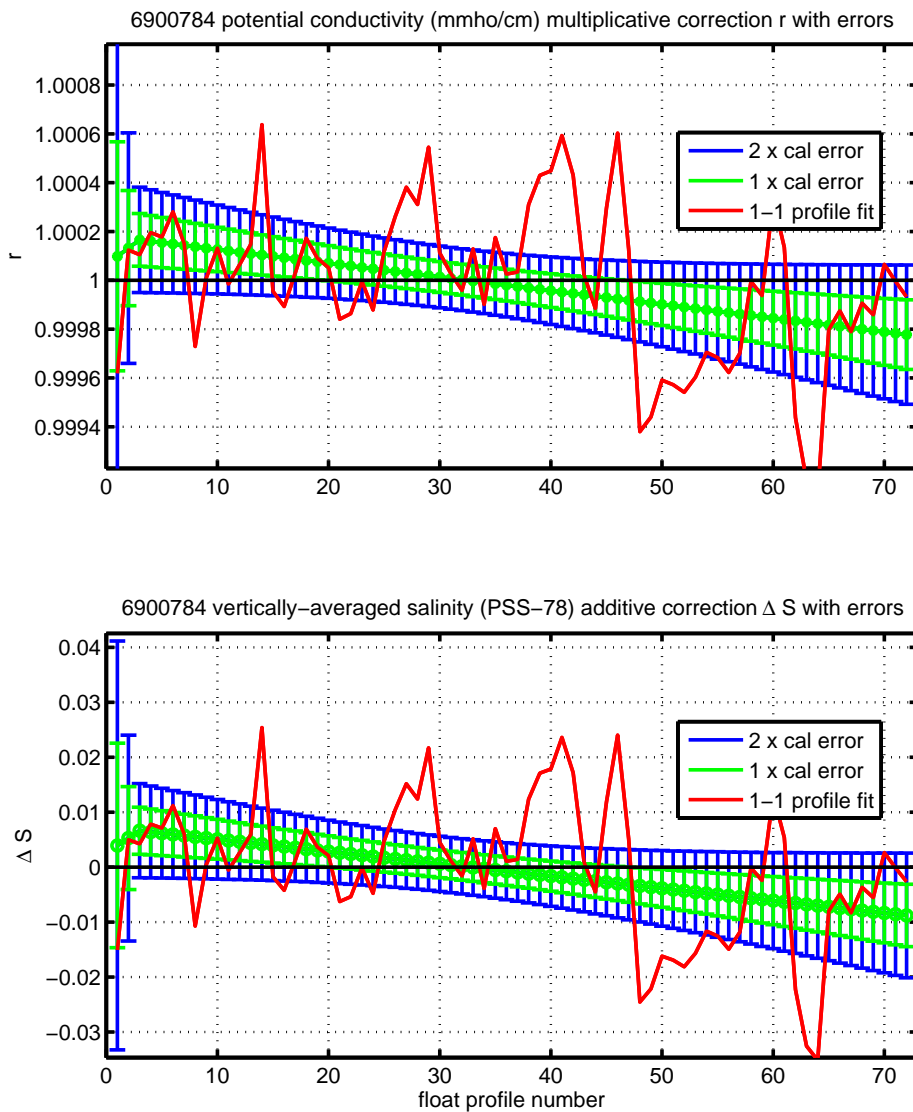 6900784 potential conductivity (mmho/cm) multiplicative correction r with errors
1.0008
1.0006
1.0004
1.0002
1
0.9998
0.9996
0.9994
r
2 x cal error
1 x cal error
1−1 profile fit
0 10 20 30 40 50 60 70
6900784 vertically−averaged salinity (PSS−78) additive correction Δ S with errors
0.04
0.03
0.02
0.01
0
−0.01
−0.02
−0.03
Δ S
2 x cal error
1 x cal error
1−1 profile fit
0 10 20 30 40 50 60 70
float profile number